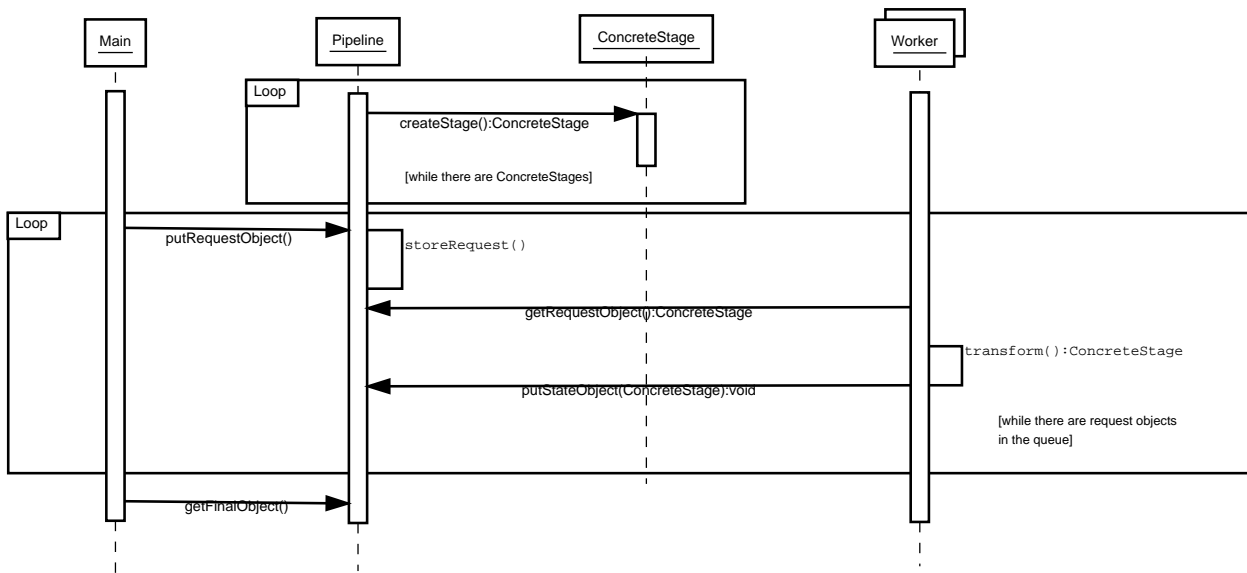 Main
Pipeline
ConcreteStage
Worker
Loop
createStage():ConcreteStage
[while there are ConcreteStages]
Loop
putRequestObject()
storeRequest()
getRequestObject():ConcreteStage
transform():ConcreteStage
putStateObject(ConcreteStage):void
[while there are request objects
in the queue]
getFinalObject()